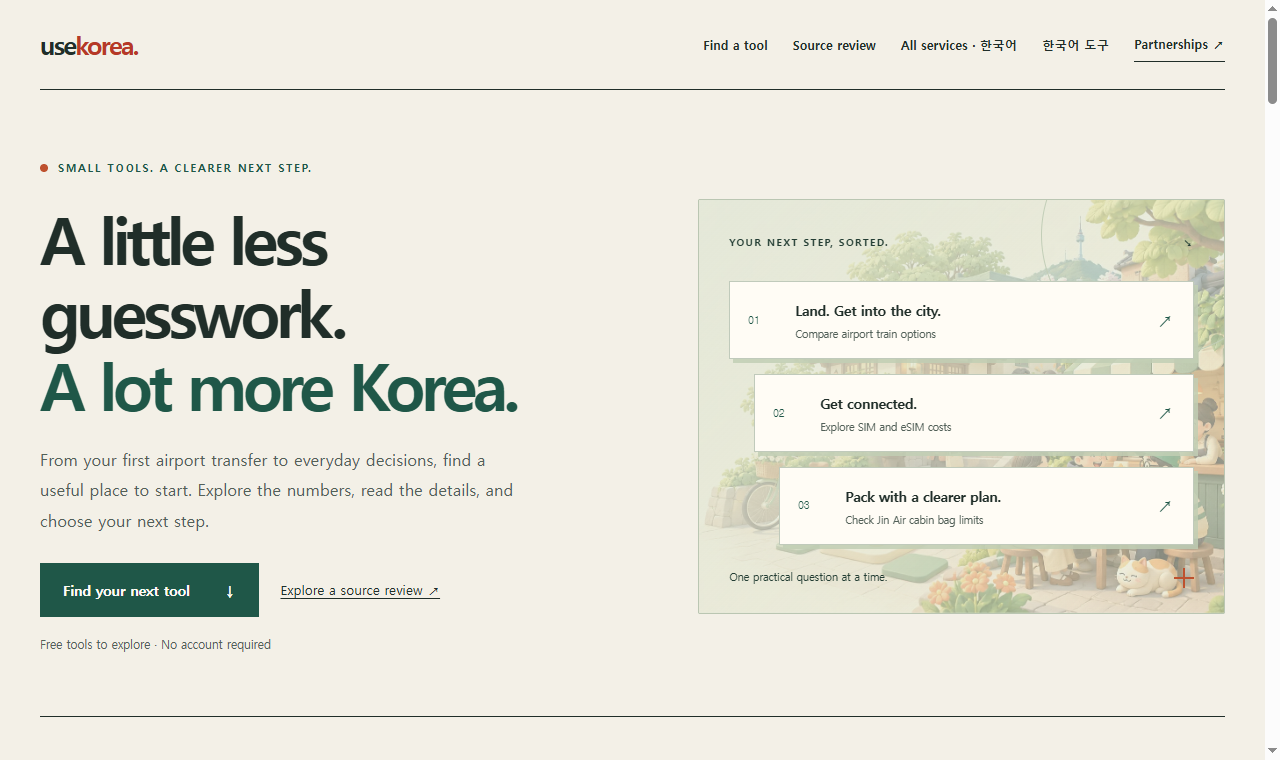 usekorea.
Find a tool
Source review
All services · 한국어
한국어 도구
Partnerships ↗
SMALL TOOLS. A CLEARER NEXT STEP.
A little less
guesswork.
A lot more Korea.
From your first airport transfer to everyday decisions, find a
useful place to start. Explore the numbers, read the details, and
choose your next step.
Find your next tool ↓
Explore a source review ↗
Free tools to explore · No account required
YOUR NEXT STEP, SORTED. ↘
01
Land. Get into the city.
Compare airport train options
↗
02
Get connected.
Explore SIM and eSIM costs
↗
03
Pack with a clearer plan.
Check Jin Air cabin bag limits
↗
One practical question at a time.